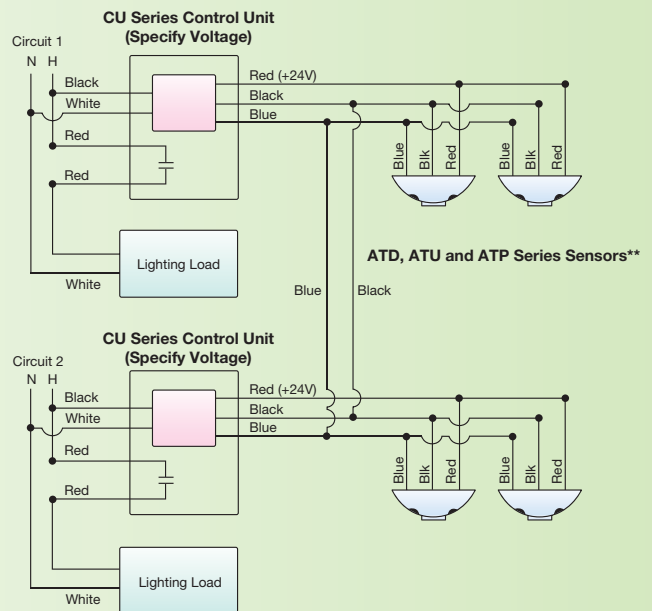 CU Series Control Unit
(Specify Voltage)
Circuit 1
N H
Black
White
Red
Red
Red (+24V)
Black
Blue
Blue
Blk
Red
Blue
Blk
Red
Lighting Load
White
ATD, ATU and ATP Series Sensors**
Blue
Black
CU Series Control Unit
(Specify Voltage)
Circuit 2
N H
Black
White
Red
Red
Red (+24V)
Black
Blue
Blue
Blk
Red
Blue
Blk
Red
Lighting Load
White